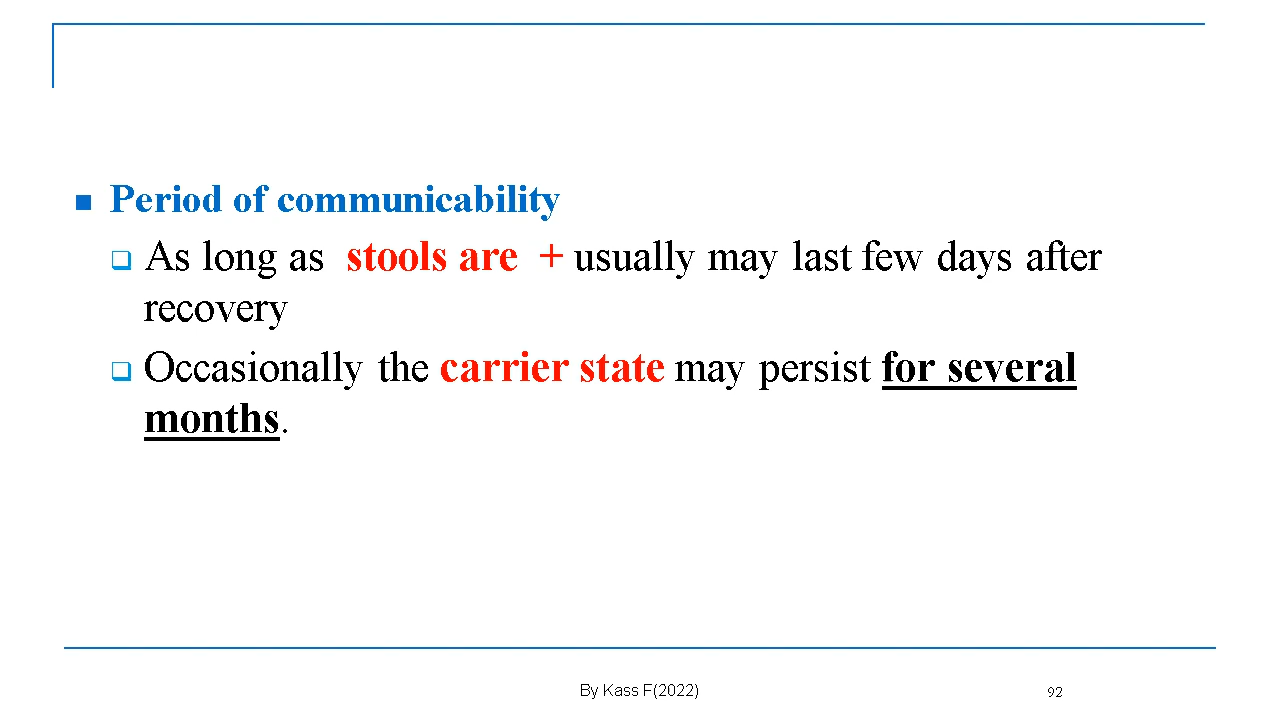 Period of communicability
As long as stools are + usually may last few days after
recovery
Occasionally the carrier state may persist for several
months.
By Kass F(2022)
92